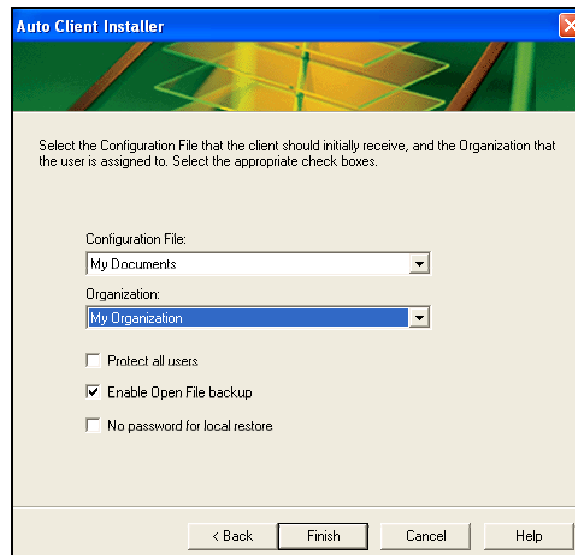 Auto Client Installer
Select the Configuration File that the client should initially receive, and the Organization that
the user is assigned to. Select the appropriate check boxes.
Configuration File:
My Documents
Organization:
My Organization
Protect all users
Enable Open File backup
No password for local restore
< Back Finish Cancel Help